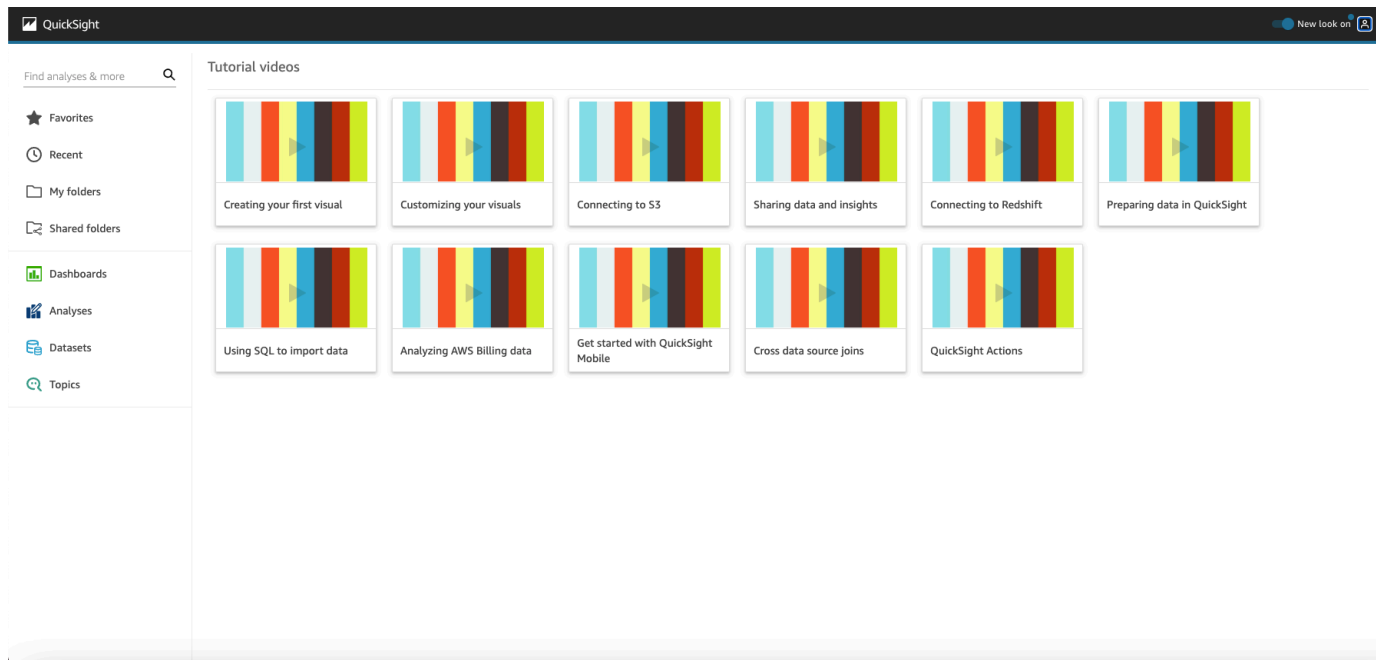 QuickSight
New look on
Find analyses & more
Favorites
Recent
My folders
Shared folders
Dashboards
Analyses
Datasets
Topics
Tutorial videos
Creating your first visual
Customizing your visuals
Connecting to S3
Sharing data and insights
Connecting to Redshift
Preparing data in QuickSight
Using SQL to import data
Analyzing AWS Billing data
Get started with QuickSight
Mobile
Cross data source joins
QuickSight Actions